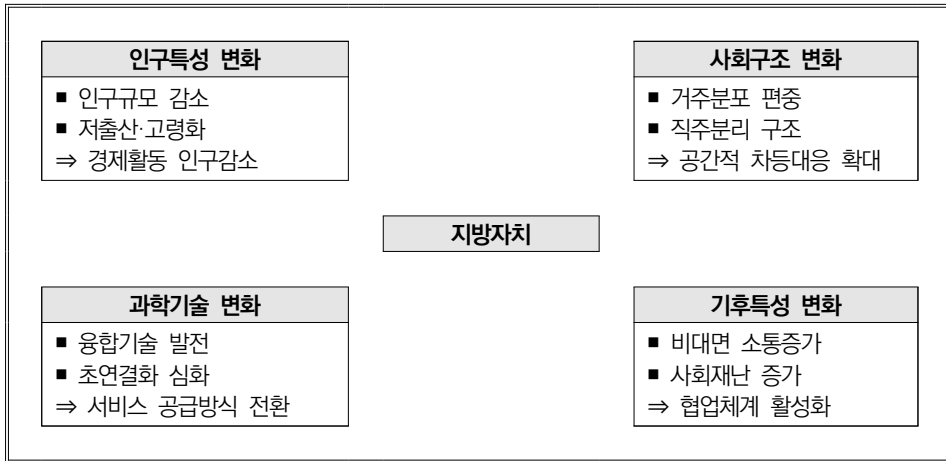 인구특성 변화
■ 인구규모 감소
■ 저출산·고령화
⇒ 경제활동 인구감소
사회구조 변화
■ 거주분포 편중
■ 직주분리 구조
⇒ 공간적 차등대응 확대
지방자치
과학기술 변화
■ 융합기술 발전
■ 초연결화 심화
⇒ 서비스 공급방식 전환
기후특성 변화
■ 비대면 소통증가
■ 사회재난 증가
⇒ 협업체계 활성화